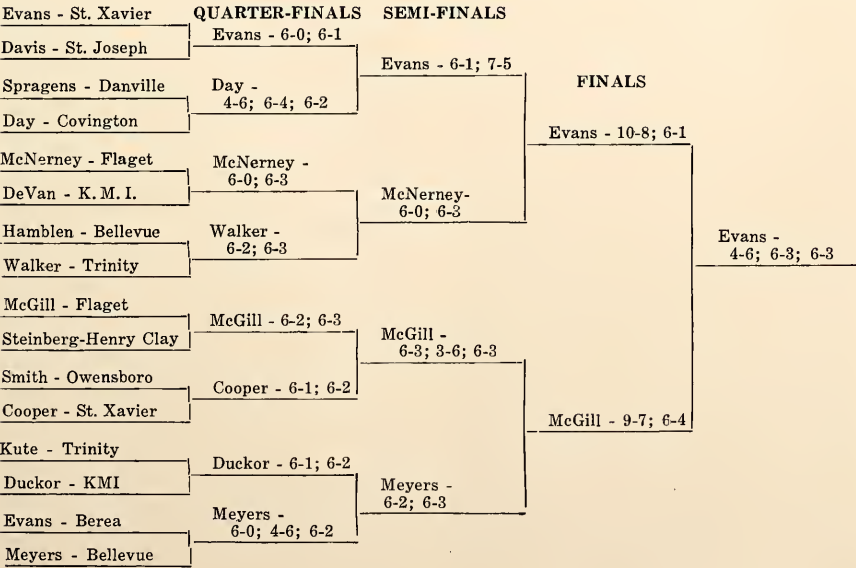 Evans - St. Xavier
Davis - St. Joseph
Spragens - Danville
Day - Covington
McNerney - Flaget
DeVan - K. M. I.
Hamblen - Bellevue
Walker - Trinity
McGill - Flaget
Steinberg-Henry Clay
Smith - Owensboro
Cooper - St. Xavier
Kute - Trinity
Duckor - KMI
Evans - Berea
Meyers - Bellevue
QUARTER-FINALS
Evans - 6-0; 6-1
Day -
4-6; 6-4; 6-2
McNerney -
6-0; 6-3
Walker -
6-2; 6-3
McGill - 6-2; 6-3
Cooper - 6-1; 6-2
Duckor - 6-1; 6-2
Meyers -
6-0; 4-6; 6-2
SEMI-FINALS
Evans - 6-1; 7-5
McNerney-
6-0; 6-3
McGill -
6-3; 3-6; 6-3
Meyers -
6-2; 6-3
FINALS
Evans - 10-8; 6-1
McGill - 9-7; 6-4
Evans -
4-6; 6-3; 6-3